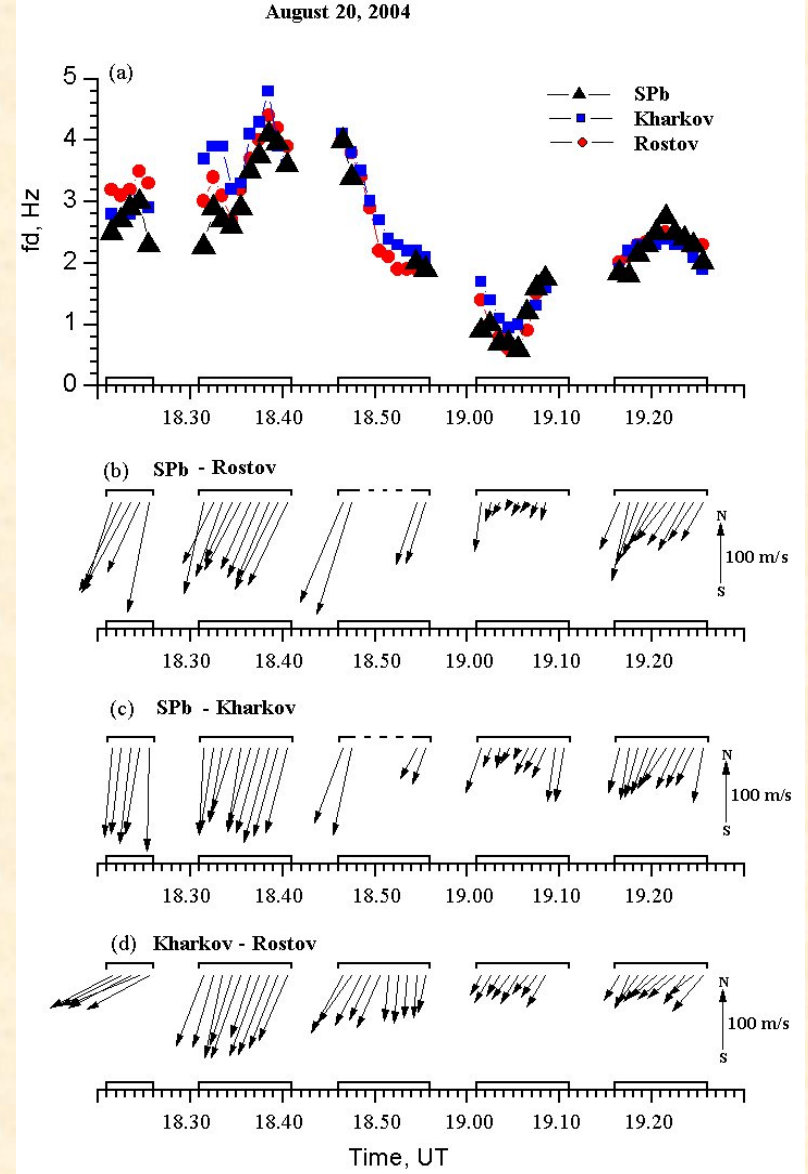 August 20, 2004
(a)
SPb
Kharkov
Rostov
5
4
3
2
1
0
fd, Hz
18.30 18.40 18.50 19.00 19.10 19.20
(b) SPb - Rostov
N
100 m/s
S
18.30 18.40 18.50 19.00 19.10 19.20
(c) SPb - Kharkov
N
100 m/s
S
18.30 18.40 18.50 19.00 19.10 19.20
(d) Kharkov - Rostov
N
100 m/s
S
18.30 18.40 18.50 19.00 19.10 19.20
Time, UT